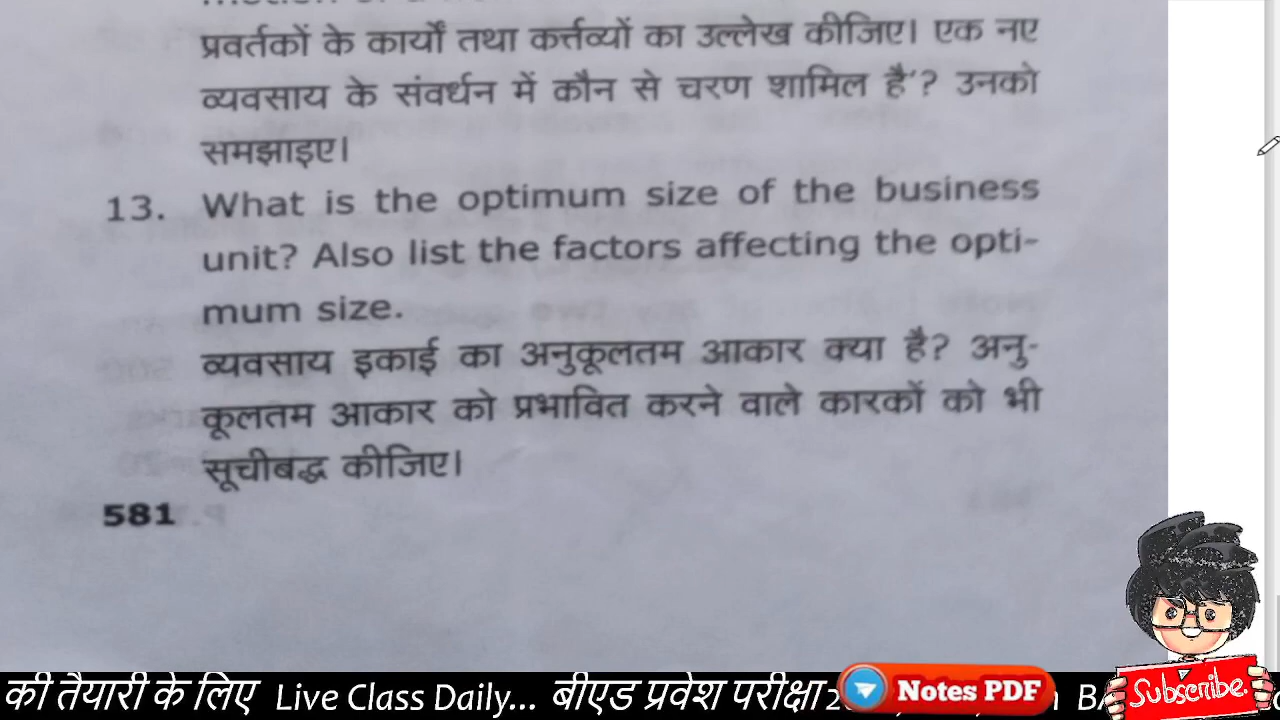 प्रवर्तकों के कार्यों तथा कर्त्तव्यों का उल्लेख कीजिए। एक नए
व्यवसाय के संवर्धन में कौन से चरण शामिल है? उनको
समझाइए।
13. What is the optimum size of the business
unit? Also list the factors affecting the opti-
mum size.
व्यवसाय इकाई का अनुकूलतम आकार क्या है? अनु-
कूलतम आकार को प्रभावित करने वाले कारकों को भी
सूचीबद्ध कीजिए।
581
की तैयारी के लिए Live Class Daily... बीएड प्रवेश परीक्षा
Notes PDF
Subscribe.